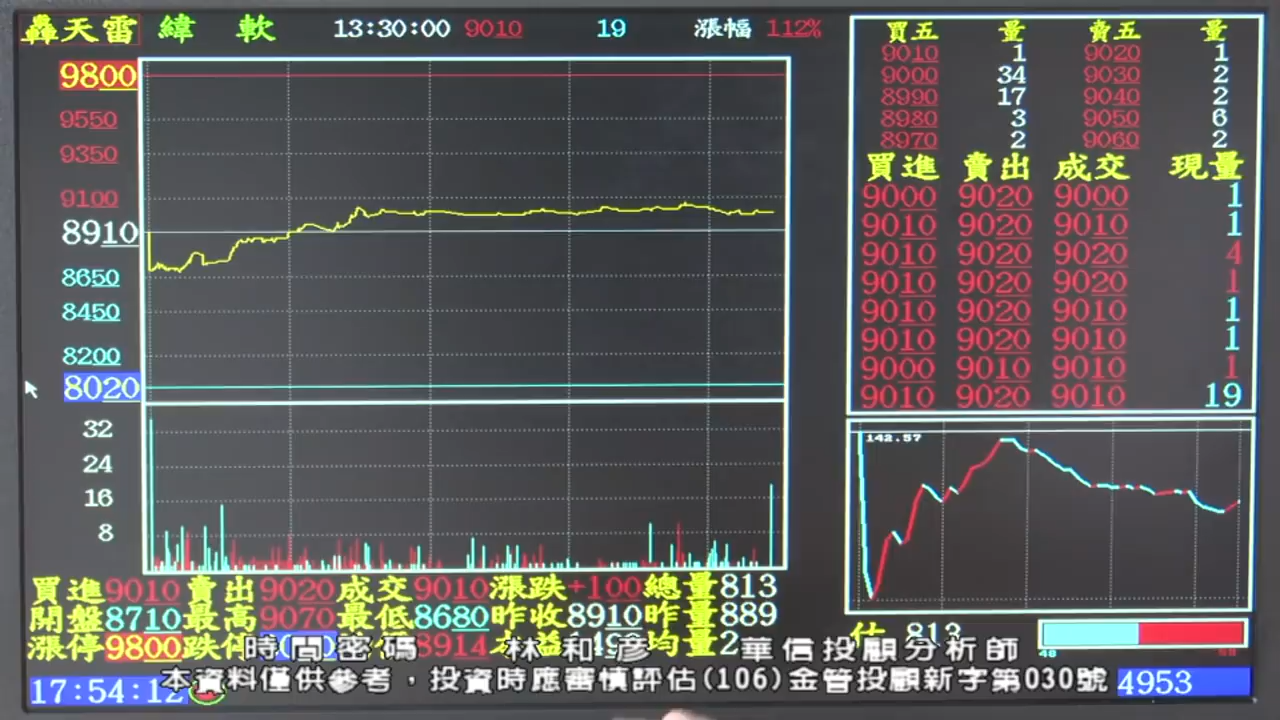 轟天雷 緯 軟 13:30:00 9010 19 漲幅 1.12%
9800
9550
9350
9100
8910
8650
8450
8200
8020
32
24
16
8
買五 量 賣五 量
9010 1 9020 1
9000 34 9030 2
8990 17 9040 2
8980 3 9050 6
8970 2 9060 2
買進 賣出 成交 現量
9000 9020 9000 1
9010 9020 9010 1
9010 9020 9020 4
9010 9020 9020 1
9010 9020 9010 1
9010 9020 9010 1
9000 9010 9010 1
9010 9020 9010 19
142.57
買進9010賣出9020成交9010漲跌+100總量813
開盤8710最高9070最低8680昨收8910昨量889
漲停9800跌停 8914 均量2
估 813
時間密碼 林和彥 華信投顧分析師
本資料僅供參考，投資時應審慎評估(106)金管投顧新字第030號
17:54:12
4953